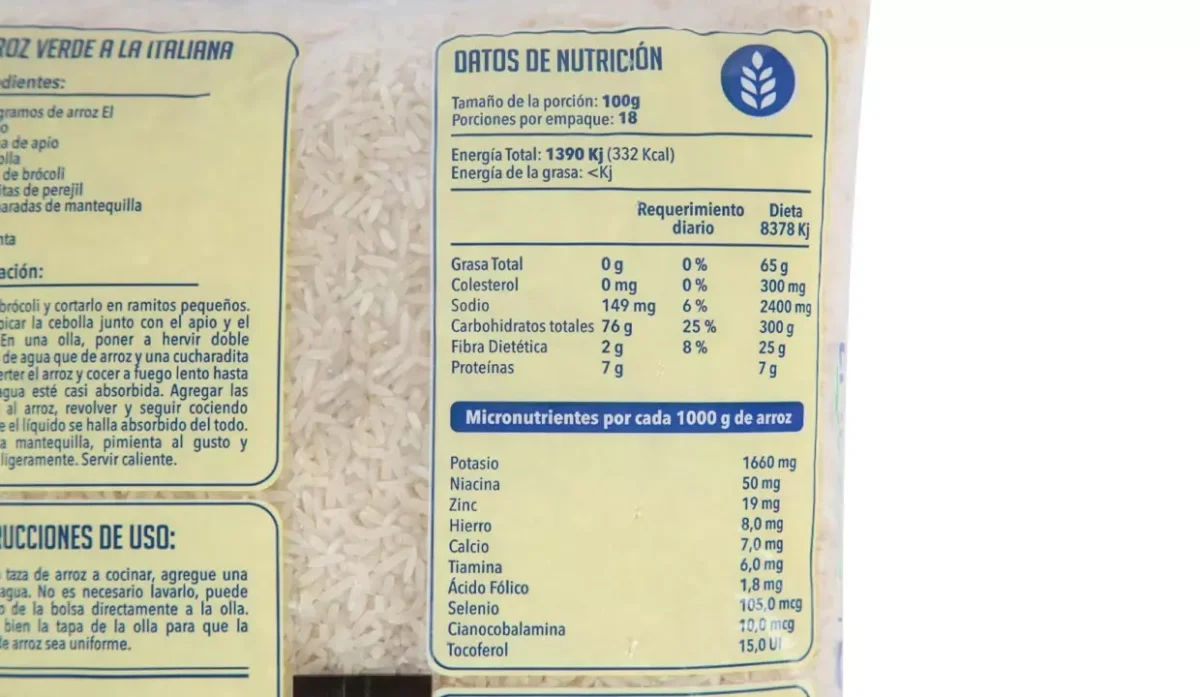 ROZ VERDE A LA ITALIANA
dientes:
gramos de arroz El
o
a de apio
olla
de brócoli
itas de perejil
aradas de mantequilla
nta
ación:
brócoli y cortarlo en ramitos pequeños.
picar la cebolla junto con el apio y el
En una olla, poner a hervir doble
de agua que de arroz y una cucharadita
erter el arroz y cocer a fuego lento hasta
agua esté casi absorbida. Agregar las
al arroz, revolver y seguir cociendo
e el líquido se halla absorbido del todo.
a mantequilla, pimienta al gusto y
ligeramente. Servir caliente.
RUCCIONES DE USO:
taza de arroz a cocinar, agregue una
agua. No es necesario lavarlo, puede
o de la bolsa directamente a la olla.
bien la tapa de la olla para que la
de arroz sea uniforme.
DATOS DE NUTRICIÓN
Tamaño de la porción: 100g
Porciones por empaque: 18
Energía Total: 1390 Kj (332 Kcal)
Energía de la grasa: <Kj
Requerimiento diario Dieta 8378 Kj
Grasa Total 0 g 0 % 65 g
Colesterol 0 mg 0 % 300 mg
Sodio 149 mg 6 % 2400 mg
Carbohidratos totales 76 g 25 % 300 g
Fibra Dietética 2 g 8 % 25 g
Proteínas 7 g 7 g
Micronutrientes por cada 1000 g de arroz
Potasio 1660 mg
Niacina 50 mg
Zinc 19 mg
Hierro 8,0 mg
Calcio 7,0 mg
Tiamina 6,0 mg
Ácido Fólico 1,8 mg
Selenio 105,0 mcg
Cianocobalamina 10,0 mcg
Tocoferol 15,0 UI